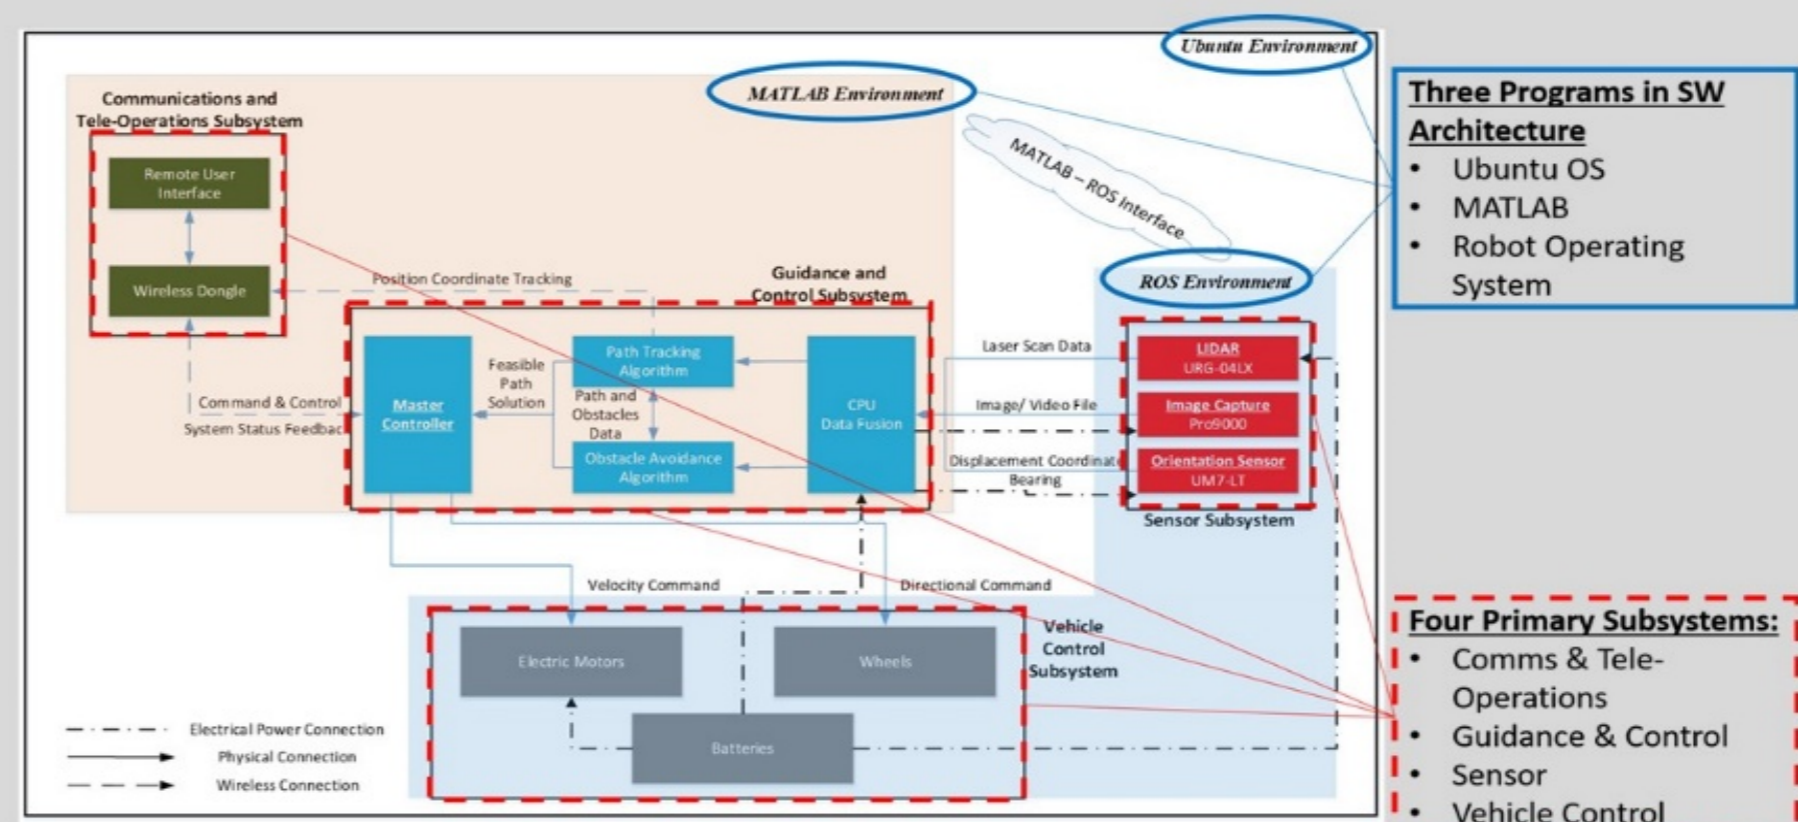 Ubuntu Environment
MATLAB Environment
Communications and
Tele-Operations Subsystem
Remote User
Interface
Wireless Dongle
MATLAB – ROS Interface
ROS Environment
Position Coordinate Tracking
Guidance and
Control Subsystem
Command & Control
System Status Feedbac
Master
Controller
Feasible
Path
Solution
Path Tracking
Algorithm
Path and
Obstacles
Data
Obstacle Avoidance
Algorithm
CPU
Data Fusion
Laser Scan Data
Image/ Video File
Displacement Coordinate
Bearing
LIDAR
URG-04LX
Image Capture
Pro9000
Orientation Sensor
UM7-LT
Sensor Subsystem
Velocity Command
Directional Command
Electric Motors
Wheels
Batteries
Vehicle
Control
Subsystem
Electrical Power Connection
Physical Connection
Wireless Connection
Three Programs in SW
Architecture
• Ubuntu OS
• MATLAB
• Robot Operating
System
Four Primary Subsystems:
• Comms & Tele-
Operations
• Guidance & Control
• Sensor
• Vehicle Control